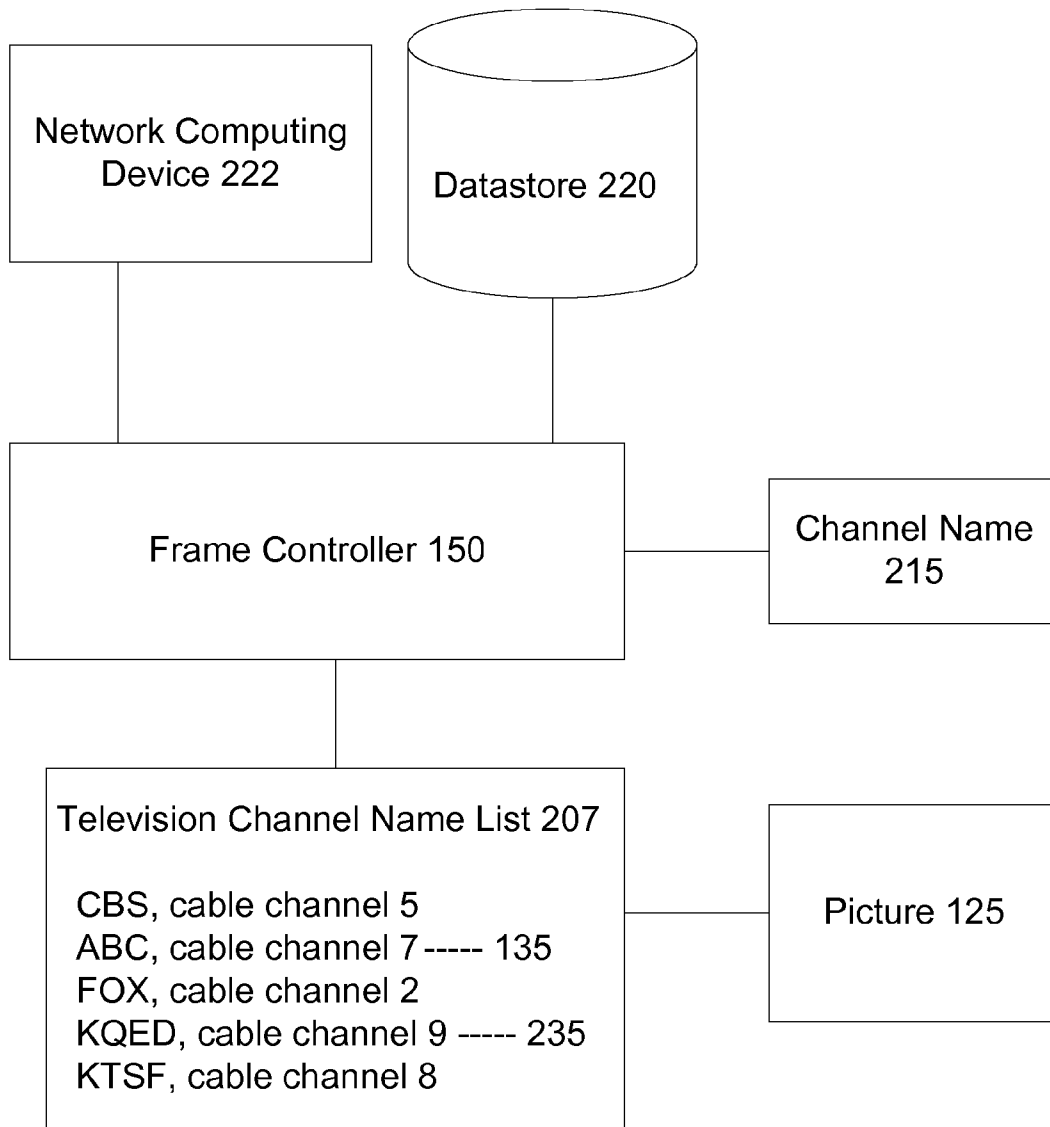 Network Computing
Device 222
Datastore 220
Frame Controller 150
Channel Name
215
Television Channel Name List 207
CBS, cable channel 5
ABC, cable channel 7 ----- 135
FOX, cable channel 2
KQED, cable channel 9 ----- 235
KTSF, cable channel 8
Picture 125